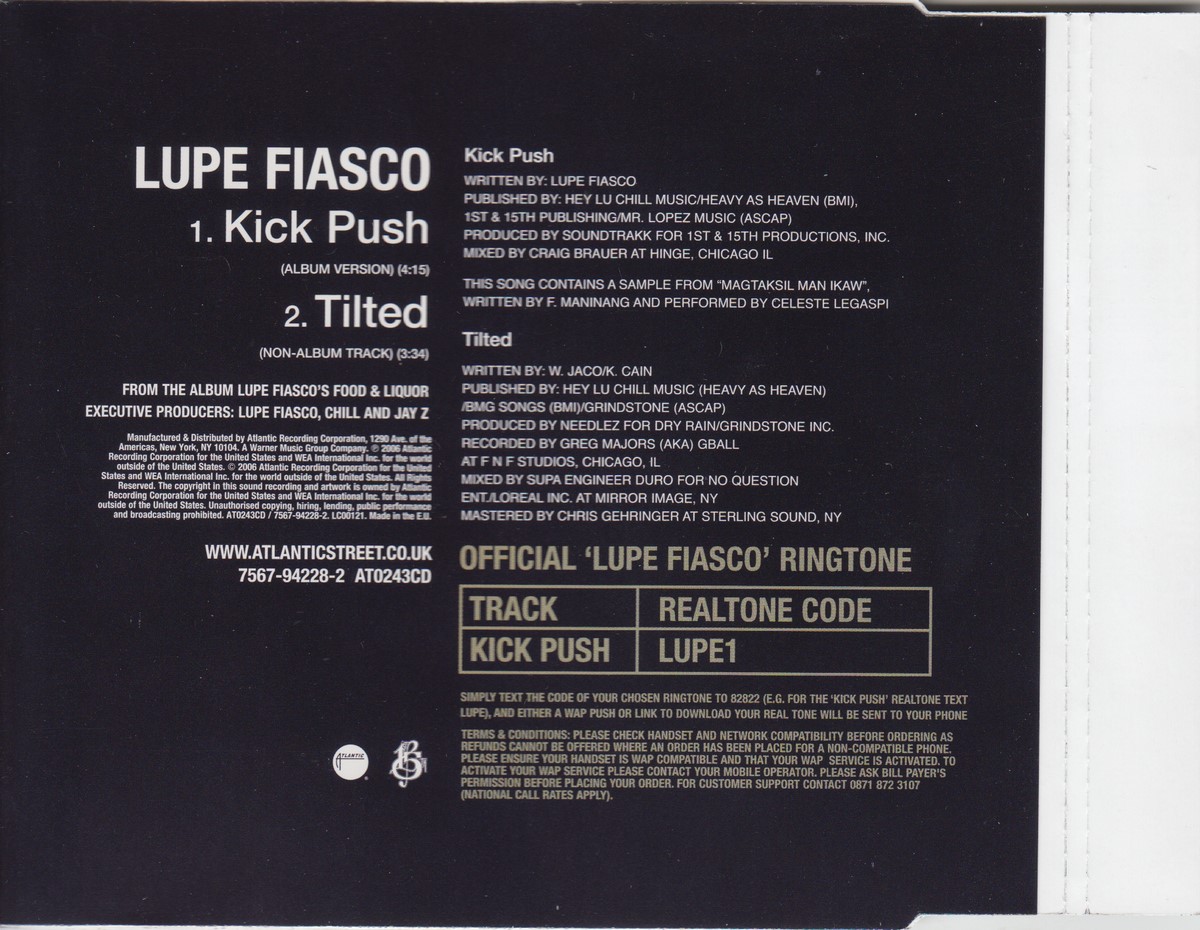 LUPE FIASCO
1. Kick Push
(ALBUM VERSION) (4:15)
2. Tilted
(NON-ALBUM TRACK) (3:34)
FROM THE ALBUM LUPE FIASCO'S FOOD & LIQUOR
EXECUTIVE PRODUCERS: LUPE FIASCO, CHILL AND JAY Z
Manufactured & Distributed by Atlantic Recording Corporation, 1290 Ave. of the
Americas, New York, NY 10104. A Warner Music Group Company. ℗ 2006 Atlantic
Recording Corporation for the United States and WEA International Inc. for the world
outside of the United States. © 2006 Atlantic Recording Corporation for the United
States and WEA International Inc. for the world outside of the United States. All Rights
Reserved. The copyright in this sound recording and artwork is owned by Atlantic
Recording Corporation for the United States and WEA International Inc. for the world
outside of the United States. Unauthorised copying, hiring, lending, public performance
and broadcasting prohibited. AT0243CD / 7567-94228-2. LC00121. Made in the E.U.
WWW.ATLANTICSTREET.CO.UK
7567-94228-2 AT0243CD
ATLANTIC
Kick Push
WRITTEN BY: LUPE FIASCO
PUBLISHED BY: HEY LU CHILL MUSIC/HEAVY AS HEAVEN (BMI),
1ST & 15TH PUBLISHING/MR. LOPEZ MUSIC (ASCAP)
PRODUCED BY SOUNDTRAKK FOR 1ST & 15TH PRODUCTIONS, INC.
MIXED BY CRAIG BRAUER AT HINGE, CHICAGO IL
THIS SONG CONTAINS A SAMPLE FROM “MAGTAKSIL MAN IKAW”,
WRITTEN BY F. MANINANG AND PERFORMED BY CELESTE LEGASPI
Tilted
WRITTEN BY: W. JACO/K. CAIN
PUBLISHED BY: HEY LU CHILL MUSIC (HEAVY AS HEAVEN)
/BMG SONGS (BMI)/GRINDSTONE (ASCAP)
PRODUCED BY NEEDLEZ FOR DRY RAIN/GRINDSTONE INC.
RECORDED BY GREG MAJORS (AKA) GBALL
AT F N F STUDIOS, CHICAGO, IL
MIXED BY SUPA ENGINEER DURO FOR NO QUESTION
ENT./LOREAL INC. AT MIRROR IMAGE, NY
MASTERED BY CHRIS GEHRINGER AT STERLING SOUND, NY
OFFICIAL ‘LUPE FIASCO’ RINGTONE
TRACK REALTONE CODE
KICK PUSH LUPE1
SIMPLY TEXT THE CODE OF YOUR CHOSEN RINGTONE TO 82822 (E.G. FOR THE ‘KICK PUSH’ REALTONE TEXT
LUPE), AND EITHER A WAP PUSH OR LINK TO DOWNLOAD YOUR REAL TONE WILL BE SENT TO YOUR PHONE
TERMS & CONDITIONS: PLEASE CHECK HANDSET AND NETWORK COMPATIBILITY BEFORE ORDERING AS
REFUNDS CANNOT BE OFFERED WHERE AN ORDER HAS BEEN PLACED FOR A NON-COMPATIBLE PHONE.
PLEASE ENSURE YOUR HANDSET IS WAP COMPATIBLE AND THAT YOUR WAP SERVICE IS ACTIVATED. TO
ACTIVATE YOUR WAP SERVICE PLEASE CONTACT YOUR MOBILE OPERATOR. PLEASE ASK BILL PAYER'S
PERMISSION BEFORE PLACING YOUR ORDER. FOR CUSTOMER SUPPORT CONTACT 0871 872 3107
(NATIONAL CALL RATES APPLY).